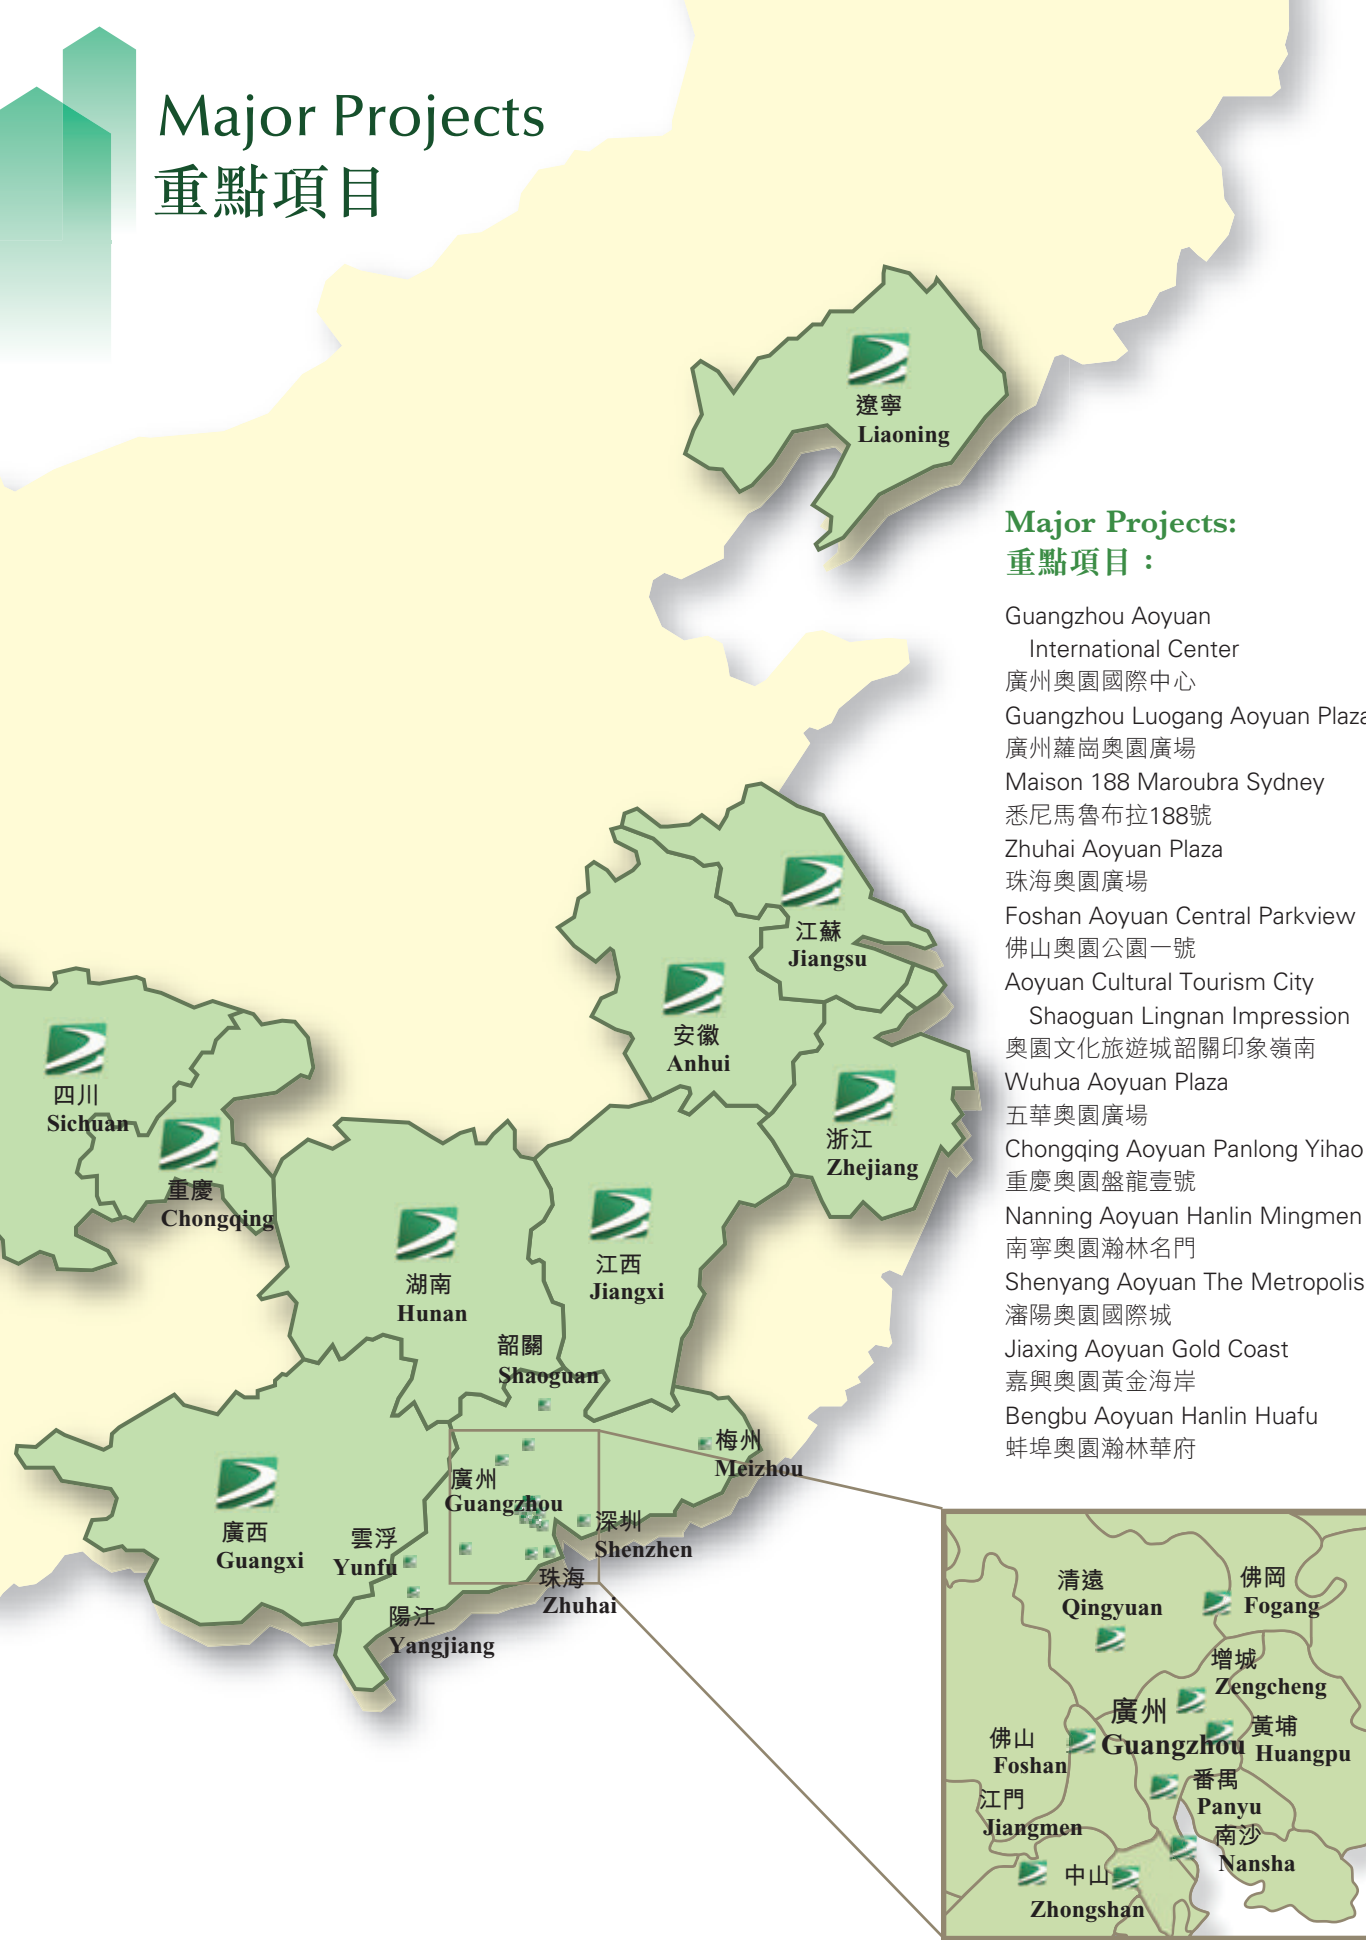 Major Projects
重點項目
遼寧
Liaoning
Major Projects:
重點項目：
Guangzhou Aoyuan
International Center
廣州奧園國際中心
Guangzhou Luogang Aoyuan Plaza
廣州蘿崗奧園廣場
Maison 188 Maroubra Sydney
悉尼馬魯布拉188號
Zhuhai Aoyuan Plaza
珠海奧園廣場
Foshan Aoyuan Central Parkview
佛山奧園公園一號
Aoyuan Cultural Tourism City
Shaoguan Lingnan Impression
奧園文化旅遊城韶關印象嶺南
Wuhua Aoyuan Plaza
五華奧園廣場
Chongqing Aoyuan Panlong Yihao
重慶奧園盤龍壹號
Nanning Aoyuan Hanlin Mingmen
南寧奧園瀚林名門
Shenyang Aoyuan The Metropolis
瀋陽奧園國際城
Jiaxing Aoyuan Gold Coast
嘉興奧園黃金海岸
Bengbu Aoyuan Hanlin Huafu
蚌埠奧園瀚林華府
江蘇
Jiangsu
安徽
Anhui
四川
Sichuan
浙江
Zhejiang
重慶
Chongqing
江西
Jiangxi
湖南
Hunan
韶關
Shaoguan
梅州
Meizhou
廣州
Guangzhou
深圳
Shenzhen
廣西
Guangxi
雲浮
Yunfu
珠海
Zhuhai
陽江
Yangjiang
清遠
Qingyuan
佛岡
Fogang
增城
Zengcheng
廣州
Guangzhou
黃埔
Huangpu
佛山
Foshan
番禺
Panyu
江門
Jiangmen
南沙
Nansha
中山
Zhongshan